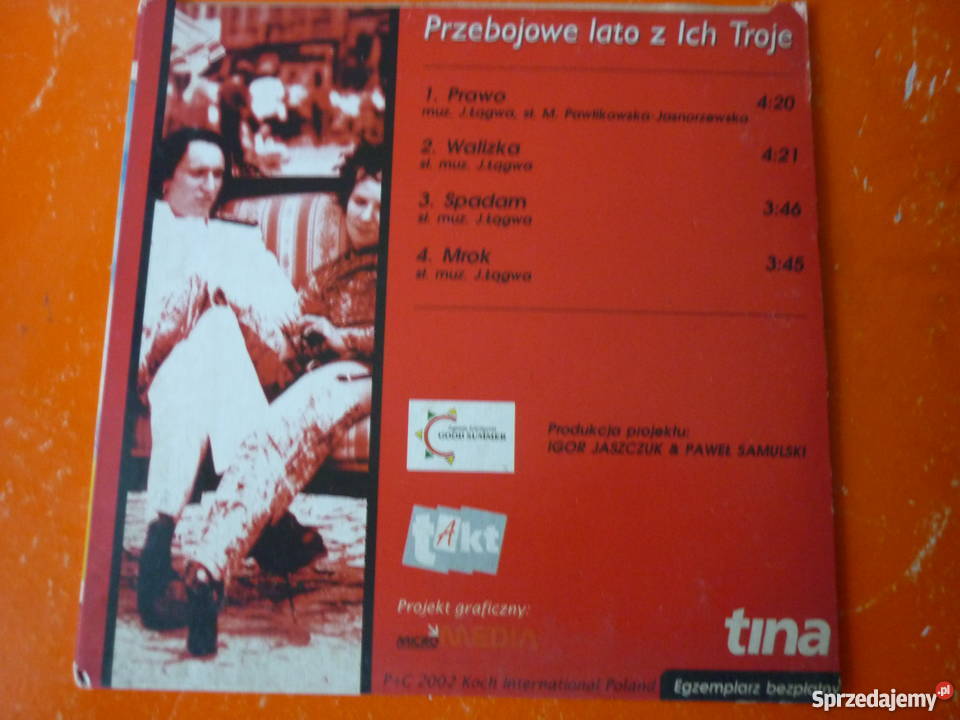 Przebojowe lato z Ich Troje
1. Prawo 4:20
muz. J.Łągwa, sł. M. Pawlikowska-Jasnorzewska
2. Walizka 4:21
sł. muz. J.Łągwa
3. Spadam 3:46
sł. muz. J.Łągwa
4. Mrok 3:45
sł. muz. J.Łągwa
GOOD SUMMER
Produkcja projektu:
IGOR JASZCZUK & PAWEŁ SAMULSKI
tAkt
Projekt graficzny:
MICRO MEDIA
tina
P+C 2002 Koch International Poland
Egzemplarz bezpłatny
Sprzedajemy.pl